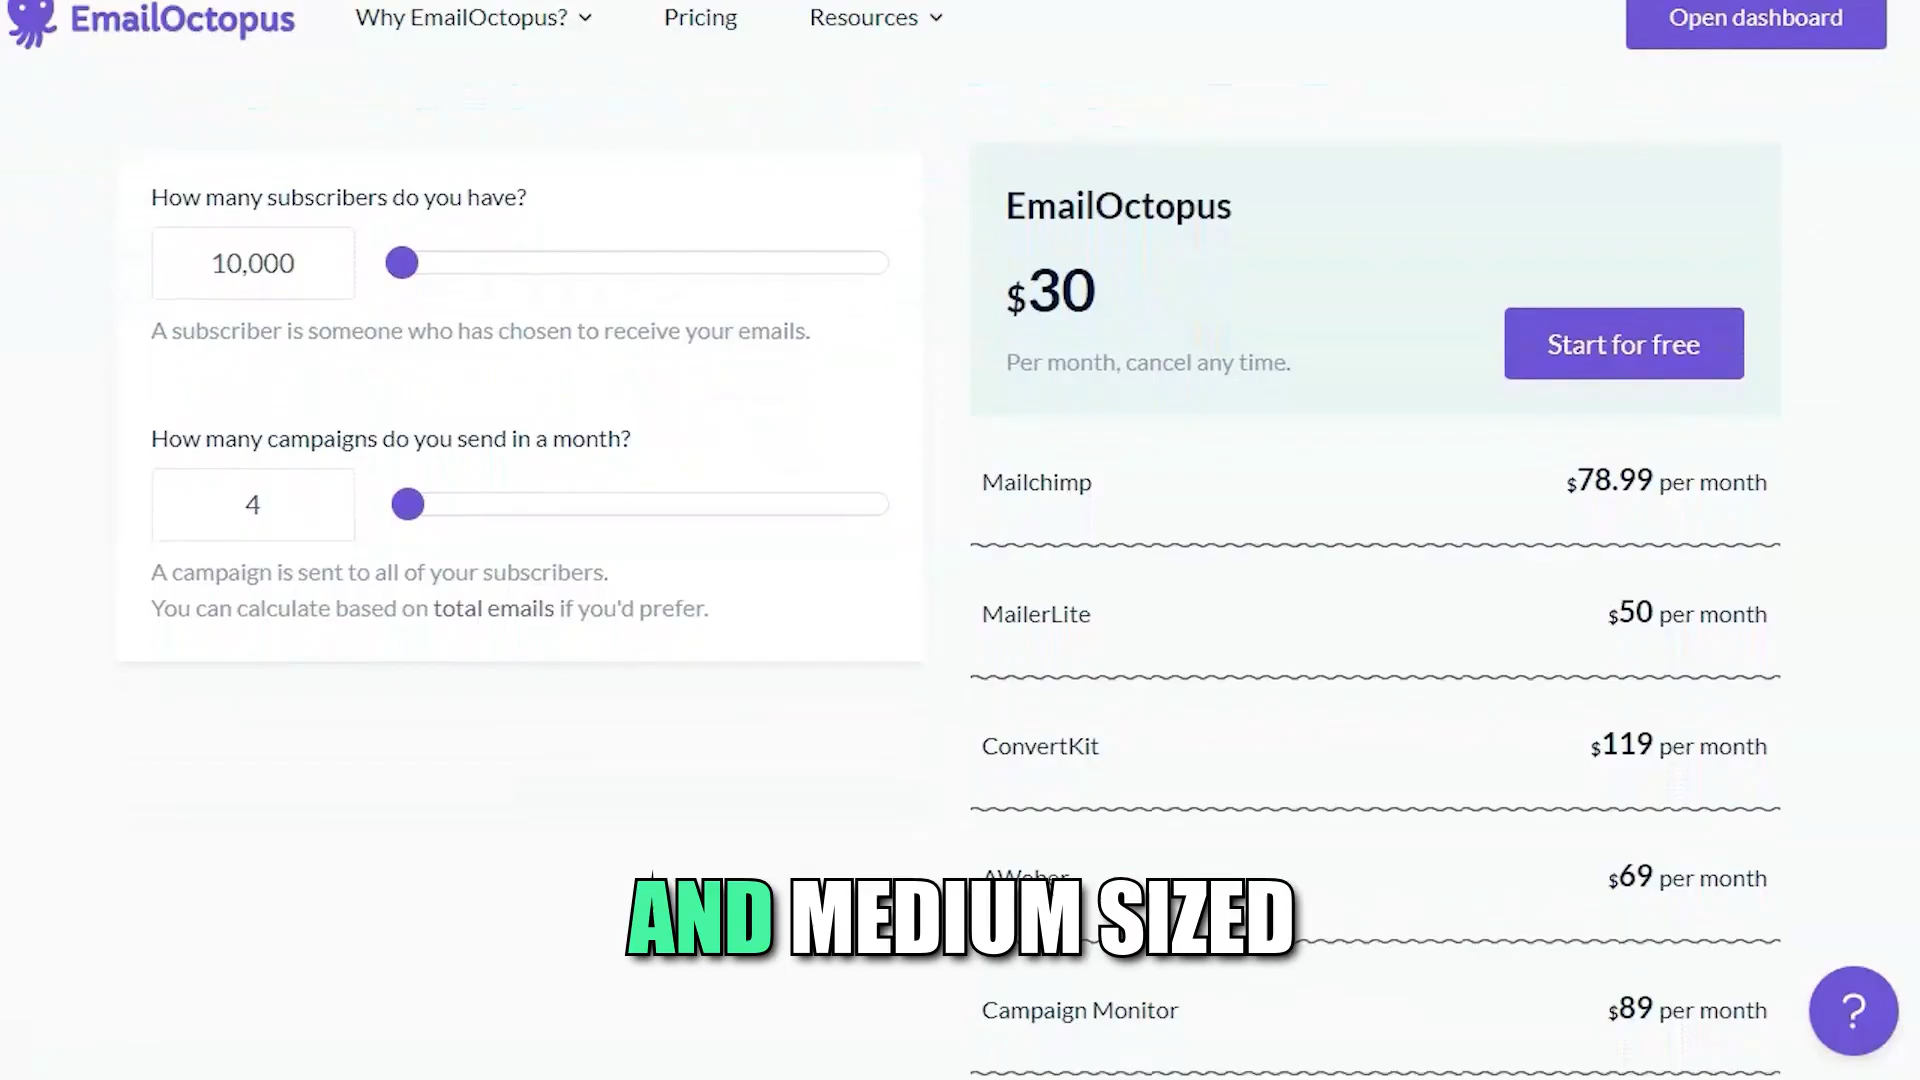 EmailOctopus
Why EmailOctopus?
Pricing
Resources
Open dashboard
How many subscribers do you have?
10,000
A subscriber is someone who has chosen to receive your emails.
How many campaigns do you send in a month?
4
A campaign is sent to all of your subscribers.
You can calculate based on total emails if you'd prefer.
EmailOctopus
$30
Per month, cancel any time.
Start for free
Mailchimp
$78.99 per month
MailerLite
$50 per month
ConvertKit
$119 per month
AWeber
$69 per month
Campaign Monitor
$89 per month
AND MEDIUM SIZED
?